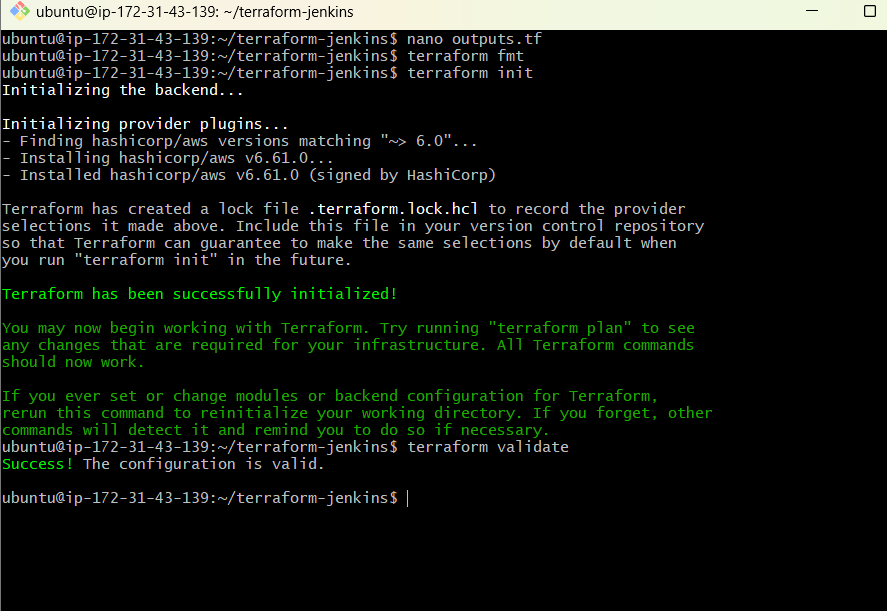 ubuntu@ip-172-31-43-139: ~/terraform-jenkins
ubuntu@ip-172-31-43-139:~/terraform-jenkins$ nano outputs.tf
ubuntu@ip-172-31-43-139:~/terraform-jenkins$ terraform fmt
ubuntu@ip-172-31-43-139:~/terraform-jenkins$ terraform init
Initializing the backend...
Initializing provider plugins...
- Finding hashicorp/aws versions matching "~> 6.0"...
- Installing hashicorp/aws v6.61.0...
- Installed hashicorp/aws v6.61.0 (signed by HashiCorp)
Terraform has created a lock file .terraform.lock.hcl to record the provider
selections it made above. Include this file in your version control repository
so that Terraform can guarantee to make the same selections by default when
you run "terraform init" in the future.
Terraform has been successfully initialized!
You may now begin working with Terraform. Try running "terraform plan" to see
any changes that are required for your infrastructure. All Terraform commands
should now work.
If you ever set or change modules or backend configuration for Terraform,
rerun this command to reinitialize your working directory. If you forget, other
commands will detect it and remind you to do so if necessary.
ubuntu@ip-172-31-43-139:~/terraform-jenkins$ terraform validate
Success! The configuration is valid.
ubuntu@ip-172-31-43-139:~/terraform-jenkins$